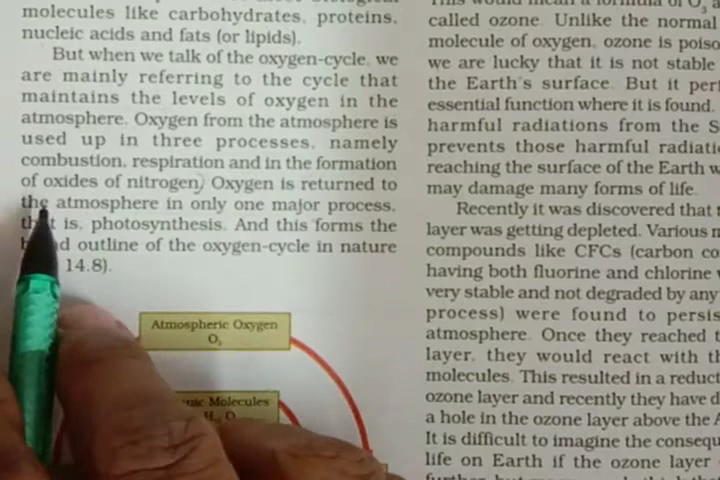 molecules like carbohydrates, proteins,
nucleic acids and fats (or lipids).
But when we talk of the oxygen-cycle, we
are mainly referring to the cycle that
maintains the levels of oxygen in the
atmosphere. Oxygen from the atmosphere is
used up in three processes, namely
combustion, respiration and in the formation
of oxides of nitrogen. Oxygen is returned to
the atmosphere in only one major process,
that is, photosynthesis. And this forms the
outline of the oxygen-cycle in nature
14.8).
Atmospheric Oxygen
O₂
Molecules
called ozone. Unlike the normal
molecule of oxygen, ozone is
we are lucky that it is not stable
the Earth's surface. But it
essential function where it is found.
harmful radiations from the
prevents those harmful
reaching the surface of the Earth
may damage many forms of life.
Recently it was discovered that
layer was getting depleted. Various
compounds like CFCs (carbon
having both fluorine and chlorine
very stable and not degraded by any
process) were found to
atmosphere. Once they reached
layer, they would react with
molecules. This resulted in a
ozone layer and recently they have
a hole in the ozone layer above the
It is difficult to imagine the
life on Earth if the ozone layer